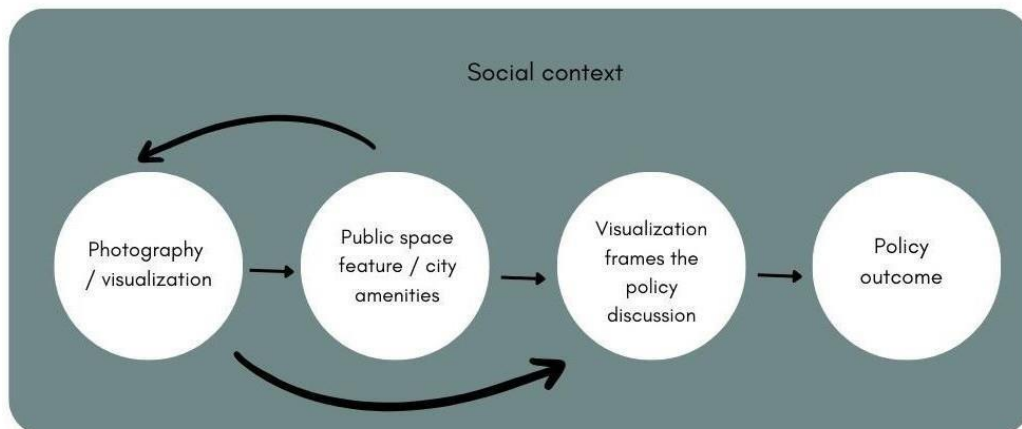 Social context
Photography
/ visualization
Public space
feature / city
amenities
Visualization
frames the
policy
discussion
Policy
outcome